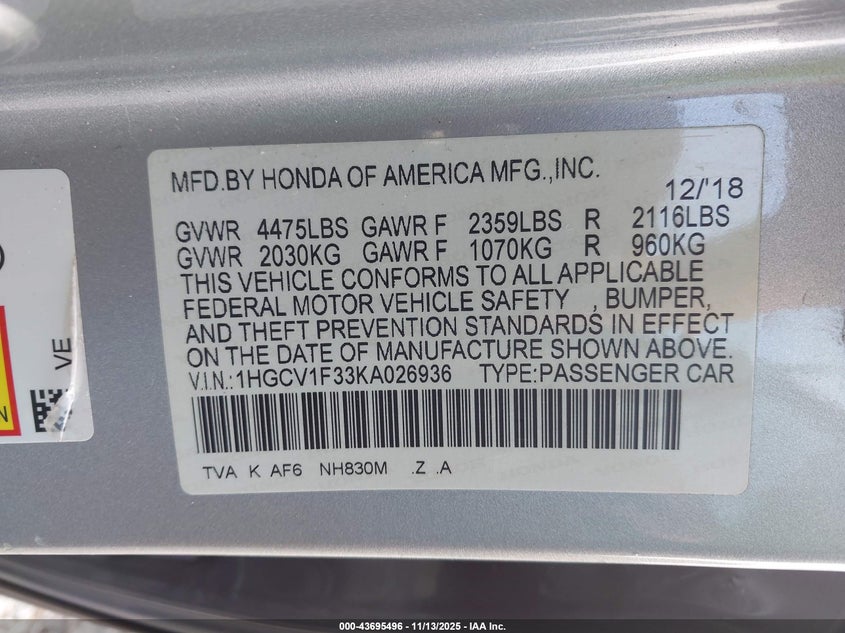 MFD.BY HONDA OF AMERICA MFG.,INC.
12/'18
GVWR 4475LBS GAWR F 2359LBS R 2116LBS
GVWR 2030KG GAWR F 1070KG R 960KG
THIS VEHICLE CONFORMS TO ALL APPLICABLE
FEDERAL MOTOR VEHICLE SAFETY , BUMPER,
AND THEFT PREVENTION STANDARDS IN EFFECT
ON THE DATE OF MANUFACTURE SHOWN ABOVE.
V.I.N.:1HGCV1F33KA026936 TYPE:PASSENGER CAR
TVA K AF6 NH830M .Z .A
VE
000-43695496 - 11/13/2025 - IAA Inc.